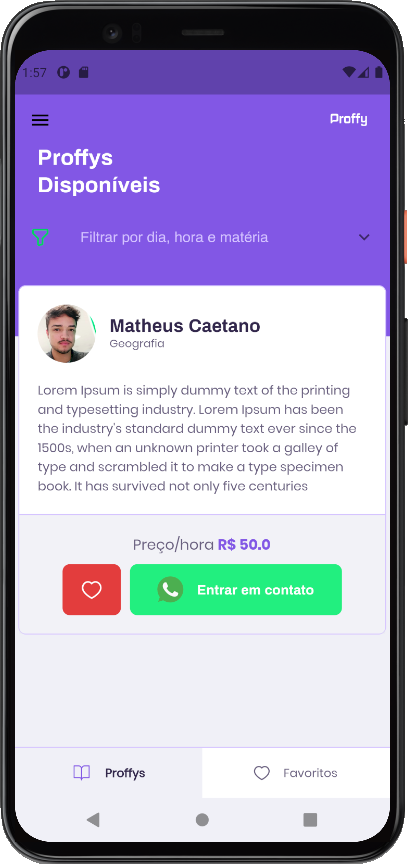 1:57
Proffy
Proffys
Disponíveis
Filtrar por dia, hora e matéria
Matheus Caetano
Geografia
Lorem Ipsum is simply dummy text of the printing
and typesetting industry. Lorem Ipsum has been
the industry's standard dummy text ever since the
1500s, when an unknown printer took a galley of
type and scrambled it to make a type specimen
book. It has survived not only five centuries
Preço/hora R$ 50.0
Entrar em contato
Proffys
Favoritos